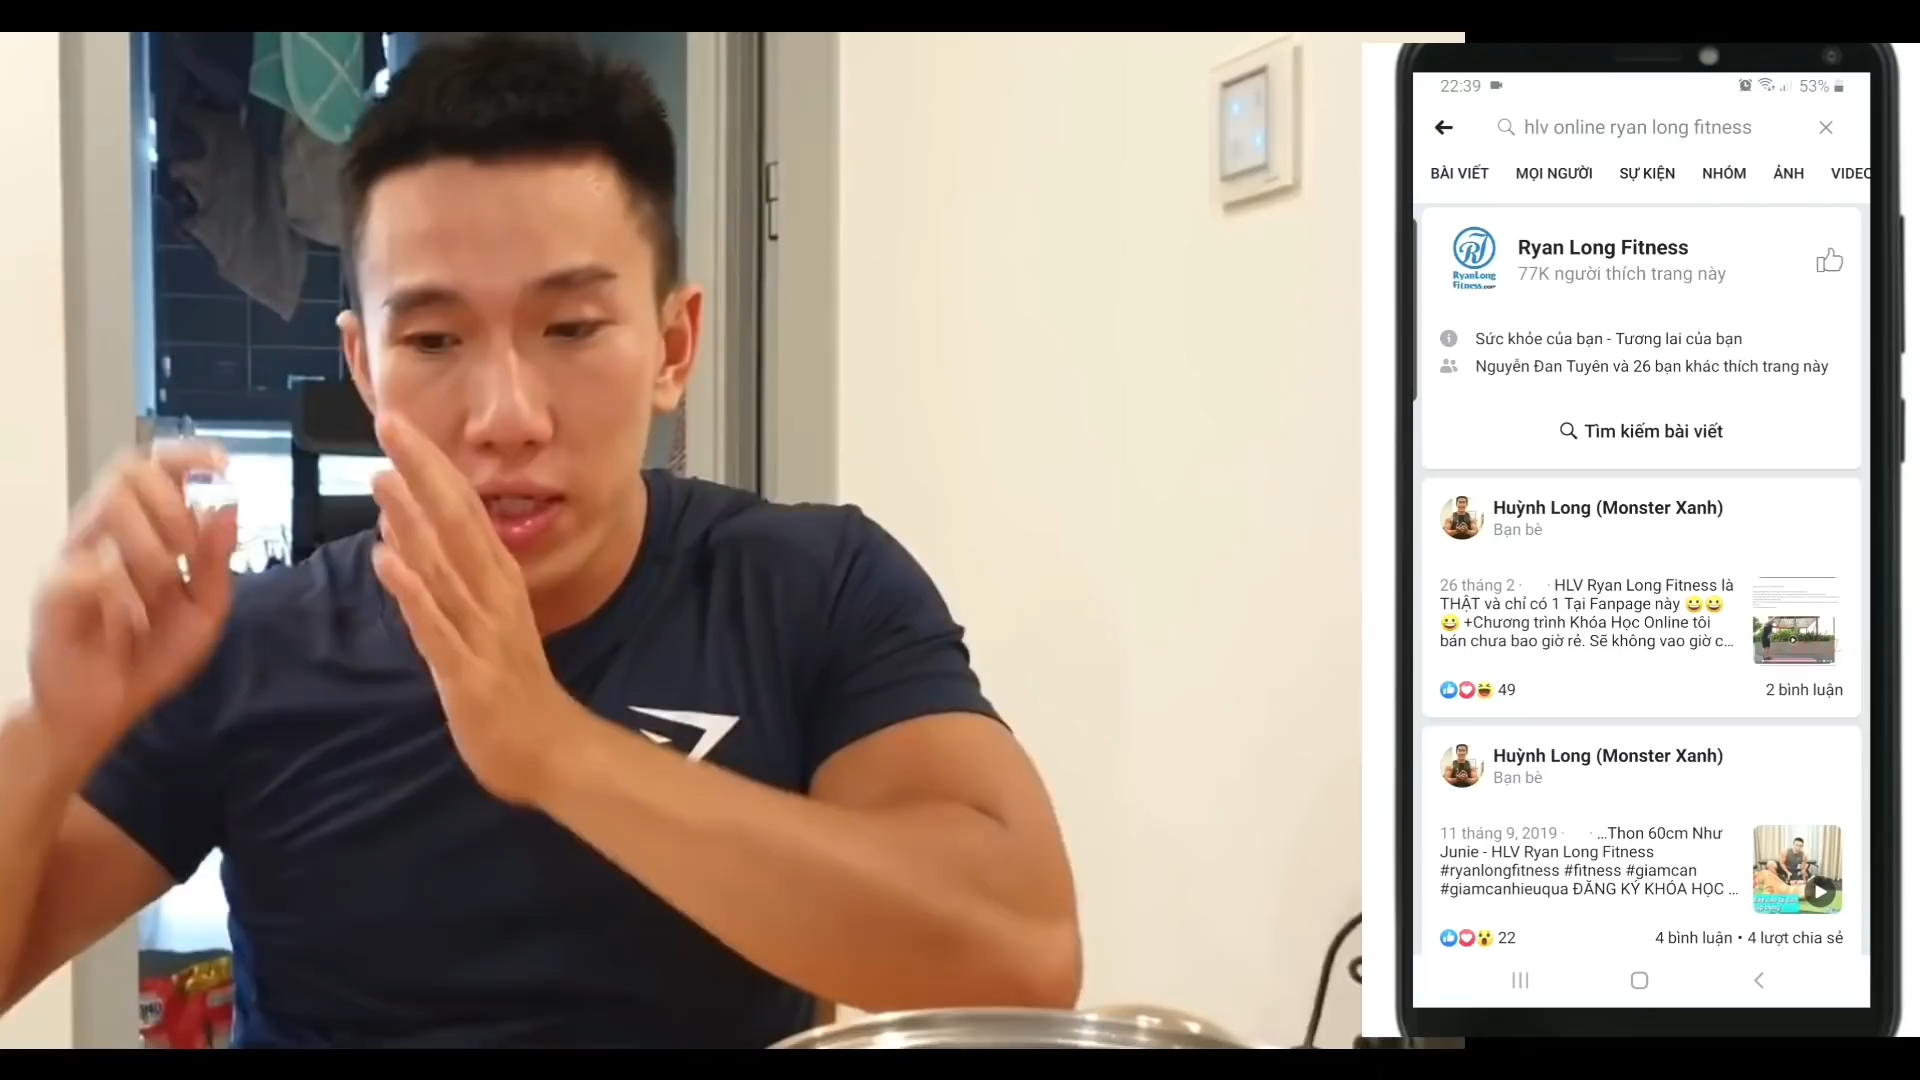 22:39
53%
hlv online ryan long fitness
BÀI VIẾT MỌI NGƯỜI SỰ KIỆN NHÓM ẢNH VIDEO
RyanLong
Fitness.com
Ryan Long Fitness
77K người thích trang này
Sức khỏe của bạn - Tương lai của bạn
Nguyễn Đan Tuyên và 26 bạn khác thích trang này
Tìm kiếm bài viết
Huỳnh Long (Monster Xanh)
Bạn bè
26 tháng 2 · · HLV Ryan Long Fitness là
THẬT và chỉ có 1 Tại Fanpage này 😀😀
😀 +Chương trình Khóa Học Online tôi
bán chưa bao giờ rẻ. Sẽ không vao giờ c...
49
2 bình luận
Huỳnh Long (Monster Xanh)
Bạn bè
11 tháng 9, 2019 · · ...Thon 60cm Như
Junie - HLV Ryan Long Fitness
#ryanlongfitness #fitness #giamcan
#giamcanhieuqua ĐĂNG KÝ KHÓA HỌC ...
22
4 bình luận • 4 lượt chia sẻ